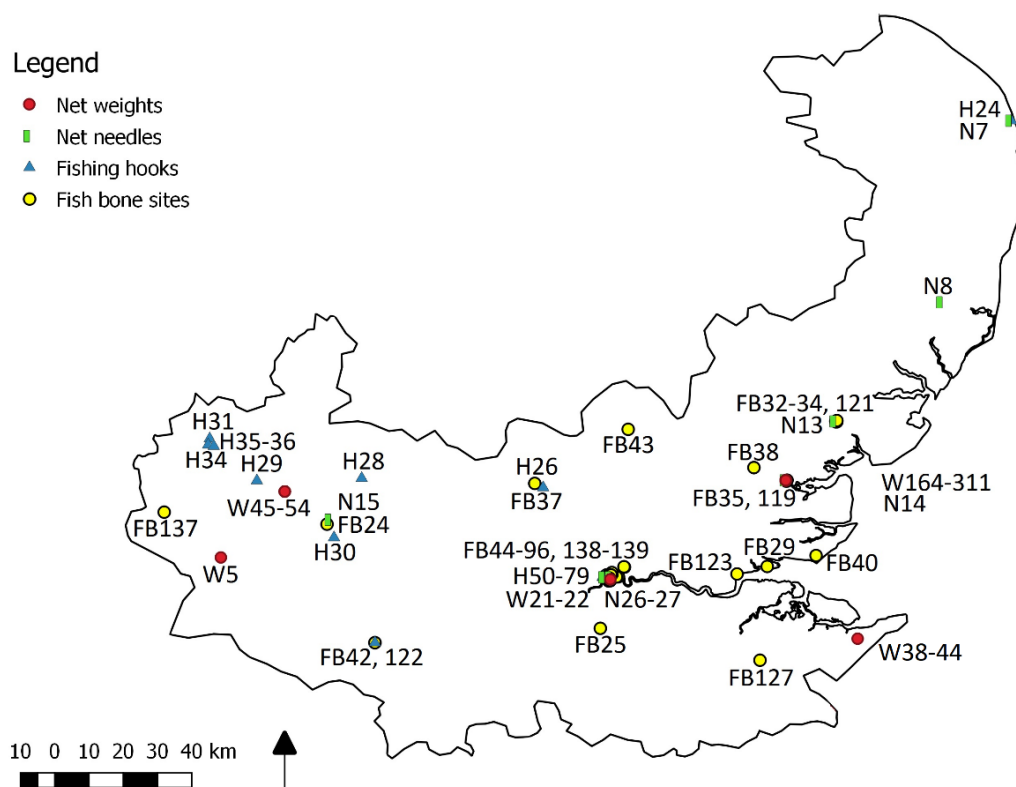 Legend
Net weights
Net needles
Fishing hooks
Fish bone sites
H24
N7
N8
FB32-34, 121
N13
FB43
FB38
H31
H35-36
H34
H29
H28
H26
FB37
W45-54
N15
FB24
H30
FB137
W5
FB35, 119
W164-311
N14
FB44-96, 138-139
H50-79
W21-22
N26-27
FB123
FB29
FB40
FB25
FB42, 122
FB127
W38-44
10 0 10 20 30 40 km